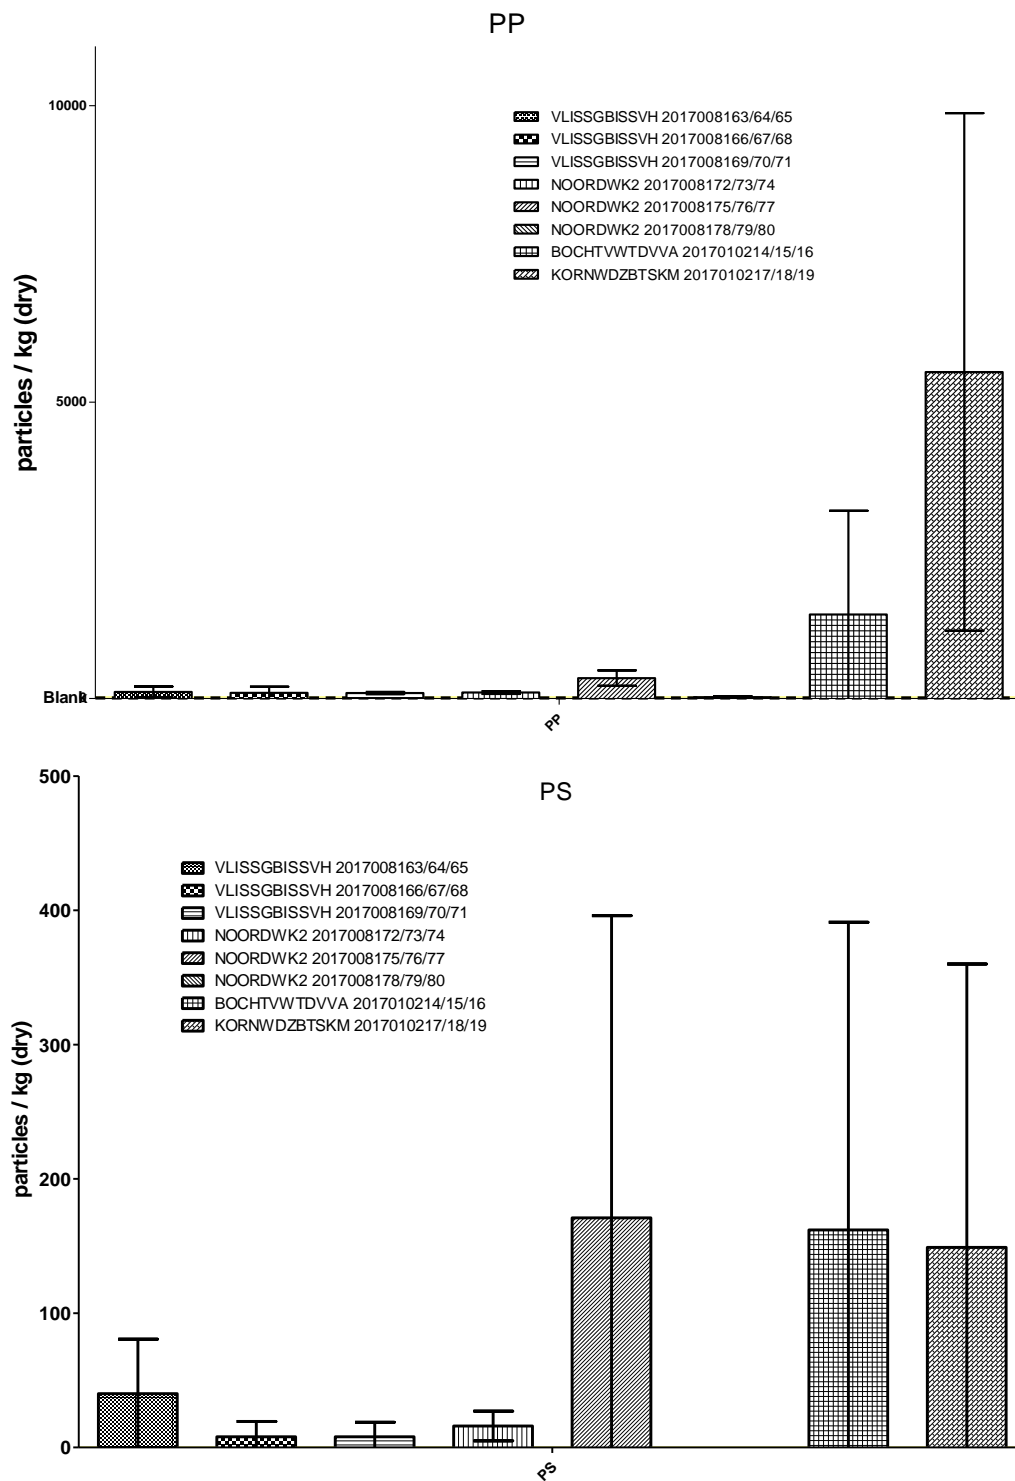 PP
10000
VLISSGBISSVH 2017008163/64/65
VLISSGBISSVH 2017008166/67/68
VLISSGBISSVH 2017008169/70/71
NOORDWK2 2017008172/73/74
NOORDWK2 2017008175/76/77
NOORDWK2 2017008178/79/80
BOCHTVWTDVVA 2017010214/15/16
KORNWDZBTSKM 2017010217/18/19
particles / kg (dry)
5000
Blank
PP
500
PS
VLISSGBISSVH 2017008163/64/65
VLISSGBISSVH 2017008166/67/68
VLISSGBISSVH 2017008169/70/71
NOORDWK2 2017008172/73/74
NOORDWK2 2017008175/76/77
NOORDWK2 2017008178/79/80
BOCHTVWTDVVA 2017010214/15/16
KORNWDZBTSKM 2017010217/18/19
400
300
particles / kg (dry)
200
100
0
PS